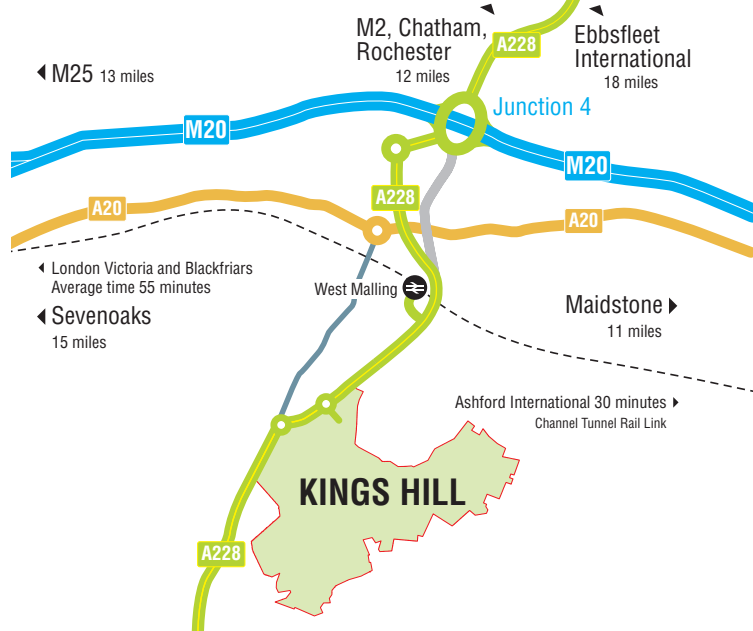 M2, Chatham,
Rochester
12 miles
A228
Ebbsfleet
International
18 miles
M25 13 miles
Junction 4
M20
M20
A228
A20
A20
London Victoria and Blackfriars
Average time 55 minutes
West Malling
Sevenoaks
15 miles
Maidstone
11 miles
Ashford International 30 minutes
Channel Tunnel Rail Link
KINGS HILL
A228